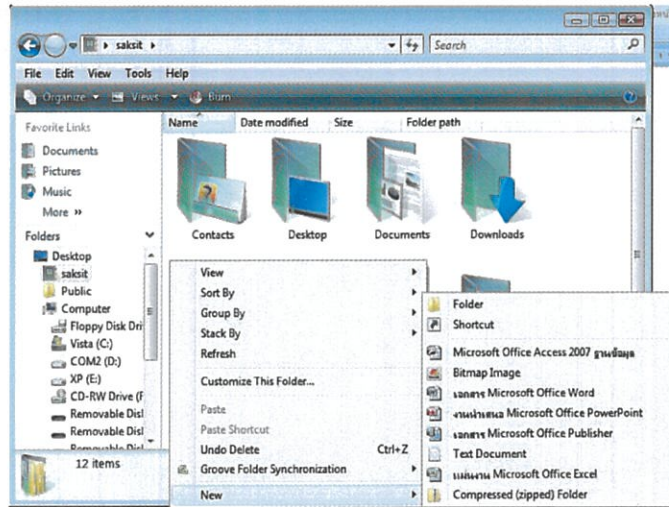 saksit
Search
File Edit View Tools Help
Organize Views Burn
Favorite Links
Documents
Pictures
Music
More »
Folders
Desktop
saksit
Public
Computer
Floppy Disk Dri
Vista (C:)
COM2 (D:)
XP (E:)
CD-RW Drive (F
Removable Disl
Removable Disl
Removable Disl
12 items
Name Date modified Size Folder path
Contacts Desktop Documents Downloads
View
Sort By
Group By
Stack By
Refresh
Customize This Folder...
Paste
Paste Shortcut
Undo Delete Ctrl+Z
Groove Folder Synchronization
New
Folder
Shortcut
Microsoft Office Access 2007 ฐานข้อมูล
Bitmap Image
เอกสาร Microsoft Office Word
งานนำเสนอ Microsoft Office PowerPoint
เอกสาร Microsoft Office Publisher
Text Document
แผ่นงาน Microsoft Office Excel
Compressed (zipped) Folder